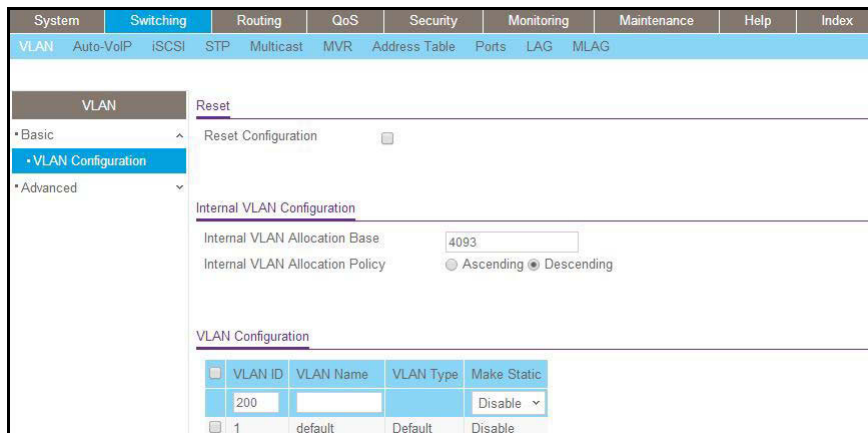 System Switching Routing QoS Security Monitoring Maintenance Help Index
VLAN Auto-VoIP iSCSI STP Multicast MVR Address Table Ports LAG MLAG
VLAN
Basic
VLAN Configuration
Advanced
Reset
Reset Configuration
Internal VLAN Configuration
Internal VLAN Allocation Base 4093
Internal VLAN Allocation Policy Ascending Descending
VLAN Configuration
VLAN ID VLAN Name VLAN Type Make Static
200 Disable
1 default Default Disable